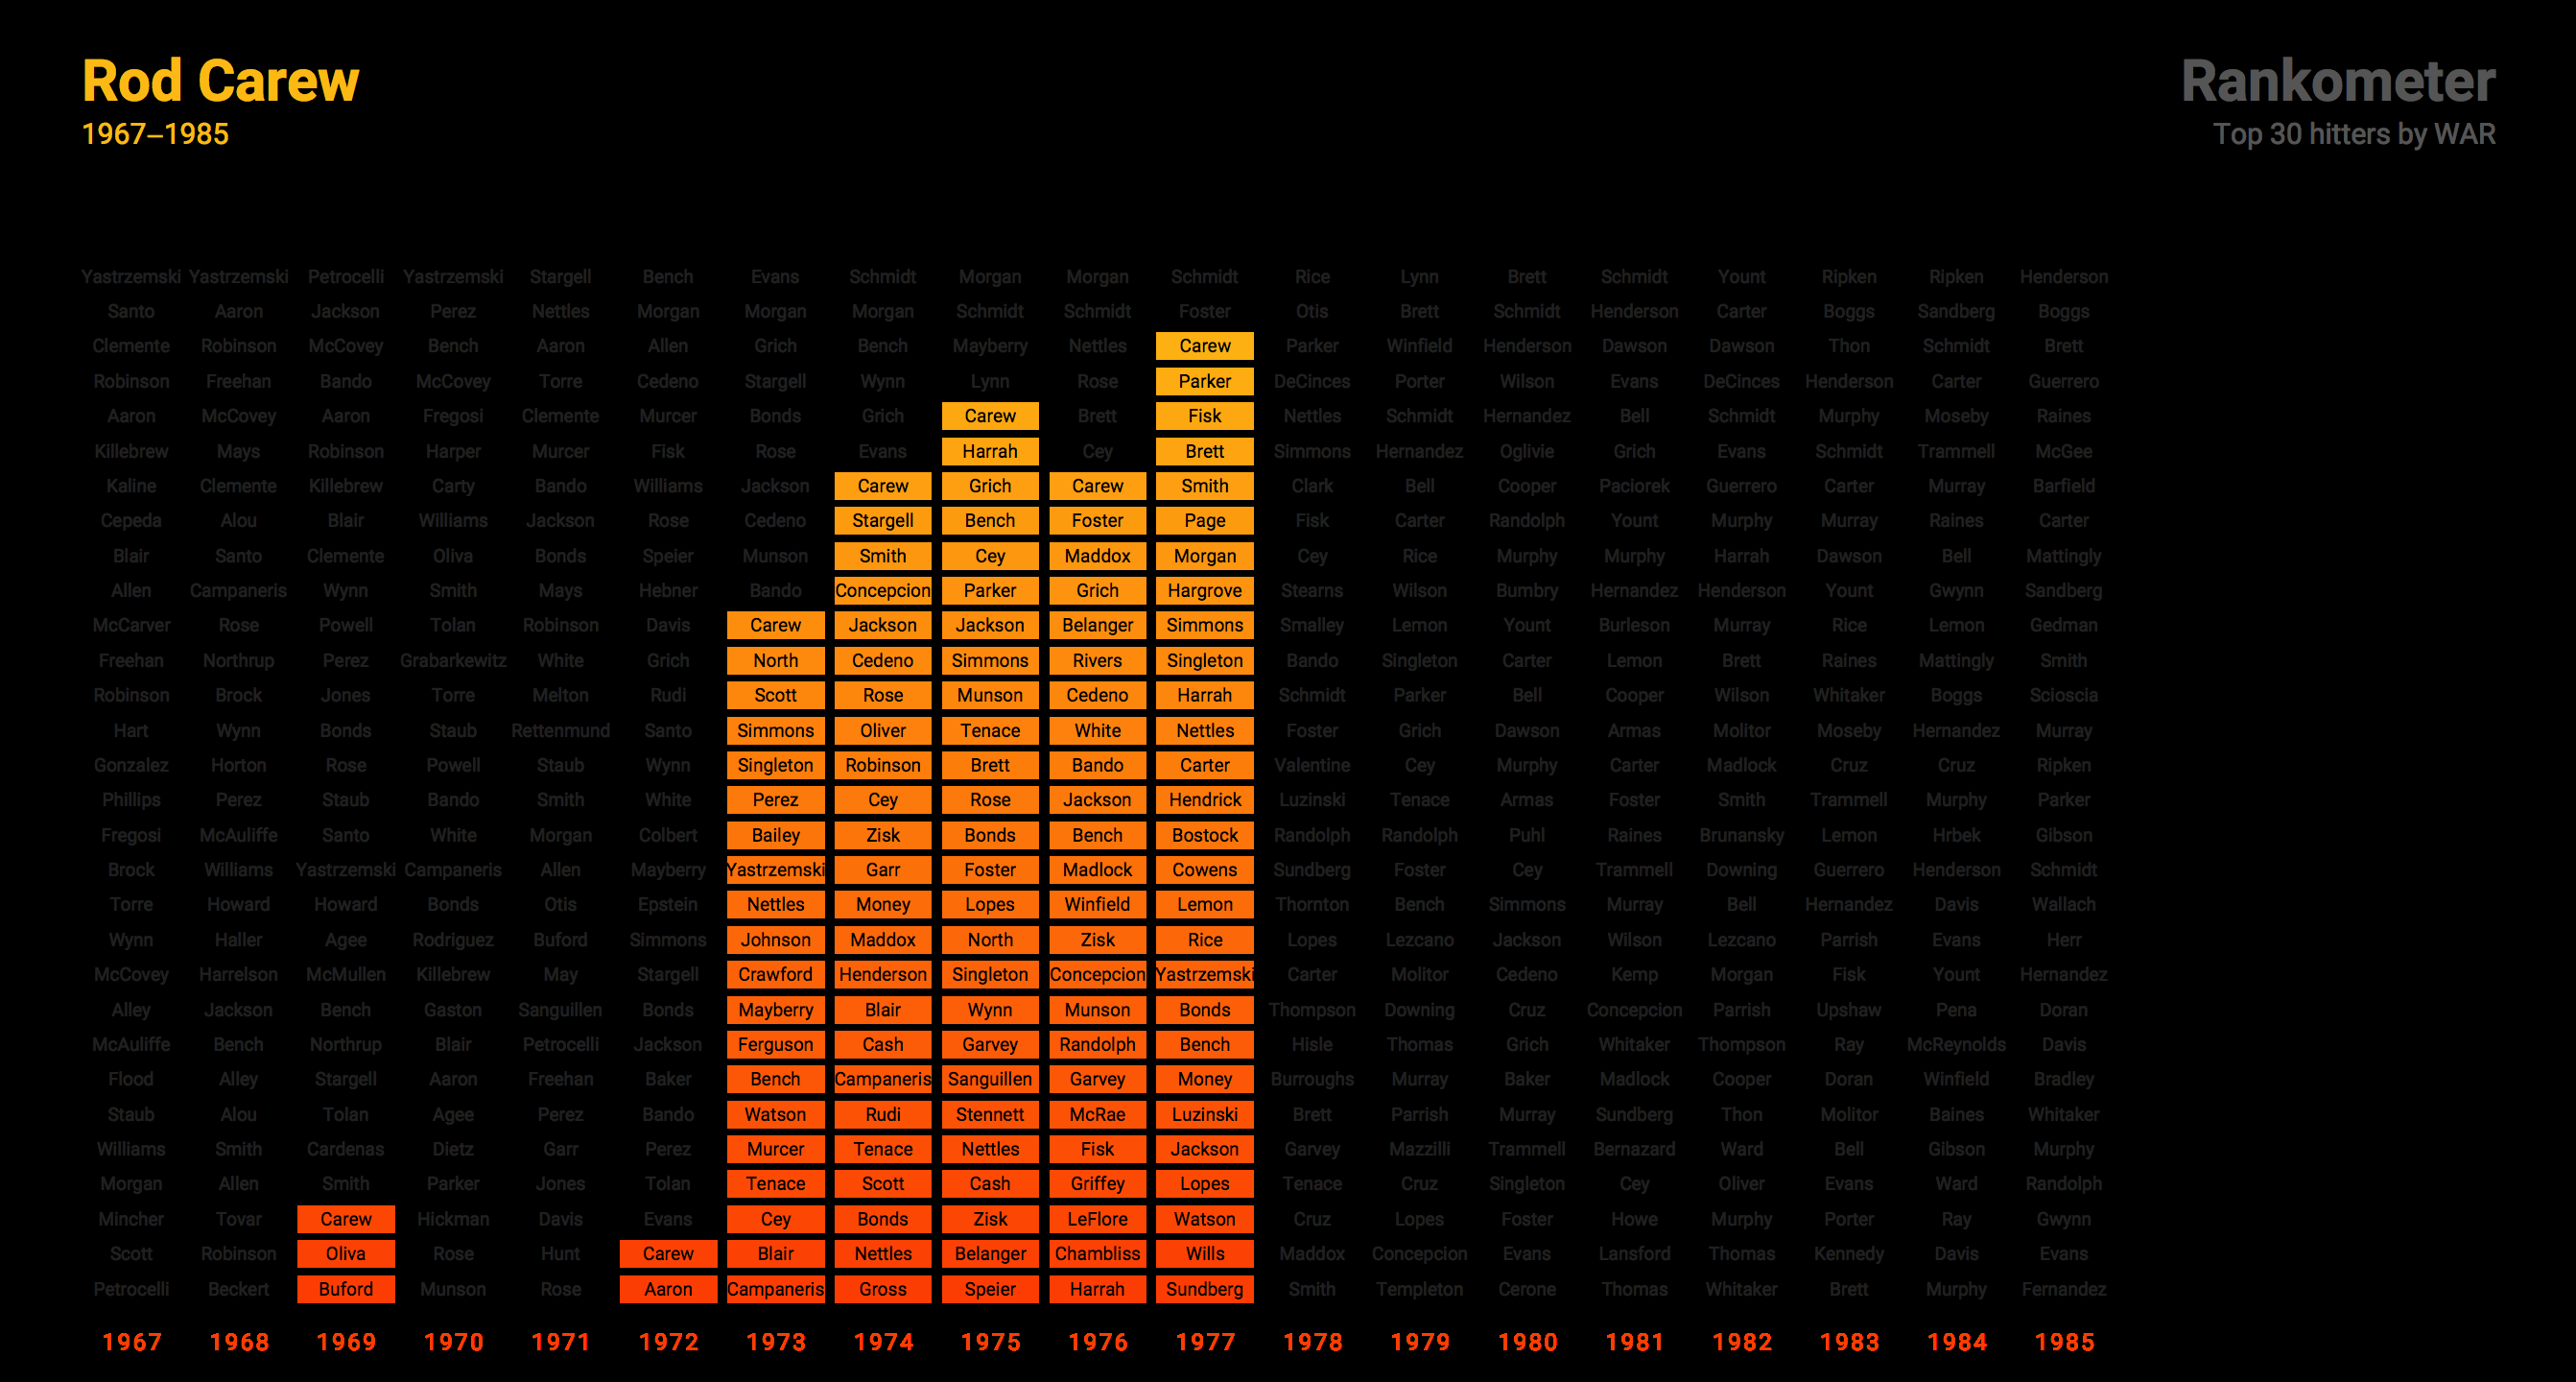 Rod Carew
1967–1985
Rankometer
Top 30 hitters by WAR
Yastrzemski Yastrzemski Petrocelli Yastrzemski Stargell Bench Evans Schmidt Morgan Morgan Schmidt Rice Lynn Brett Schmidt Yount Ripken Ripken Henderson
Santo Aaron Jackson Perez Nettles Morgan Morgan Morgan Schmidt Schmidt Foster Otis Brett Schmidt Henderson Carter Boggs Sandberg Boggs
Clemente Robinson McCovey Bench Aaron Allen Grich Bench Mayberry Nettles Carew Parker Winfield Henderson Dawson Dawson Thon Schmidt Brett
Robinson Freehan Bando McCovey Torre Cedeno Stargell Wynn Lynn Rose Parker DeCinces Porter Wilson Evans DeCinces Henderson Carter Guerrero
Aaron McCovey Aaron Fregosi Clemente Murcer Bonds Grich Carew Brett Fisk Nettles Schmidt Hernandez Bell Schmidt Murphy Moseby Raines
Killebrew Mays Robinson Harper Murcer Fisk Rose Evans Harrah Cey Brett Simmons Hernandez Oglivie Grich Evans Schmidt Trammell McGee
Kaline Clemente Killebrew Carty Bando Williams Jackson Carew Grich Carew Smith Clark Bell Cooper Paciorek Guerrero Carter Murray Barfield
Cepeda Alou Blair Williams Jackson Rose Cedeno Stargell Bench Foster Page Fisk Carter Randolph Yount Murphy Murray Raines Carter
Blair Santo Clemente Oliva Bonds Speier Munson Smith Cey Maddox Morgan Cey Rice Murphy Murphy Harrah Dawson Bell Mattingly
Allen Campaneris Wynn Smith Mays Hebner Bando Concepcion Parker Grich Hargrove Stearns Wilson Bumbry Hernandez Henderson Yount Gwynn Sandberg
McCarver Rose Powell Tolan Robinson Davis Carew Jackson Jackson Belanger Simmons Smalley Lemon Yount Burleson Murray Rice Lemon Gedman
Freehan Northrup Perez Grabarkewitz White Grich North Cedeno Simmons Rivers Singleton Bando Singleton Carter Lemon Brett Raines Mattingly Smith
Robinson Brock Jones Torre Melton Rudi Scott Rose Munson Cedeno Harrah Schmidt Parker Bell Cooper Wilson Whitaker Boggs Scioscia
Hart Wynn Bonds Staub Rettenmund Santo Simmons Oliver Tenace White Nettles Foster Grich Dawson Armas Molitor Moseby Hernandez Murray
Gonzalez Horton Rose Powell Staub Wynn Singleton Robinson Brett Bando Carter Valentine Cey Murphy Carter Madlock Cruz Cruz Ripken
Phillips Perez Staub Bando Smith White Perez Cey Rose Jackson Hendrick Luzinski Tenace Armas Foster Smith Trammell Murphy Parker
Fregosi McAuliffe Santo White Morgan Colbert Bailey Zisk Bonds Bench Bostock Randolph Randolph Puhl Raines Brunansky Lemon Hrbek Gibson
Brock Williams Yastrzemski Campaneris Allen Mayberry Yastrzemski Garr Foster Madlock Cowens Sundberg Foster Cey Trammell Downing Guerrero Henderson Schmidt
Torre Howard Howard Bonds Otis Epstein Nettles Money Lopes Winfield Lemon Thornton Bench Simmons Murray Bell Hernandez Davis Wallach
Wynn Haller Agee Rodriguez Buford Simmons Johnson Maddox North Zisk Rice Lopes Lezcano Jackson Wilson Lezcano Parrish Evans Herr
McCovey Harrelson McMullen Killebrew May Stargell Crawford Henderson Singleton Concepcion Yastrzemski Carter Molitor Cedeno Kemp Morgan Fisk Yount Hernandez
Alley Jackson Bench Gaston Sanguillen Bonds Mayberry Blair Wynn Munson Bonds Thompson Downing Cruz Concepcion Parrish Upshaw Pena Doran
McAuliffe Bench Northrup Blair Petrocelli Jackson Ferguson Cash Garvey Randolph Bench Hisle Thomas Grich Whitaker Thompson Ray McReynolds Davis
Flood Alley Stargell Aaron Freehan Baker Bench Campaneris Sanguillen Garvey Money Burroughs Murray Baker Madlock Cooper Doran Winfield Bradley
Staub Alou Tolan Agee Perez Bando Watson Rudi Stennett McRae Luzinski Brett Parrish Murray Sundberg Thon Molitor Baines Whitaker
Williams Smith Cardenas Dietz Garr Perez Murcer Tenace Nettles Fisk Jackson Garvey Mazzilli Trammell Bernazard Ward Bell Gibson Murphy
Morgan Allen Smith Parker Jones Tolan Tenace Scott Cash Griffey Lopes Tenace Cruz Singleton Cey Oliver Evans Ward Randolph
Mincher Tovar Carew Hickman Davis Evans Cey Bonds Zisk LeFlore Watson Cruz Lopes Foster Howe Murphy Porter Ray Gwynn
Scott Robinson Oliva Rose Hunt Carew Blair Nettles Belanger Chambliss Wills Maddox Concepcion Evans Lansford Thomas Kennedy Davis Evans
Petrocelli Beckert Buford Munson Rose Aaron Campaneris Gross Speier Harrah Sundberg Smith Templeton Cerone Thomas Whitaker Brett Murphy Fernandez
1967 1968 1969 1970 1971 1972 1973 1974 1975 1976 1977 1978 1979 1980 1981 1982 1983 1984 1985